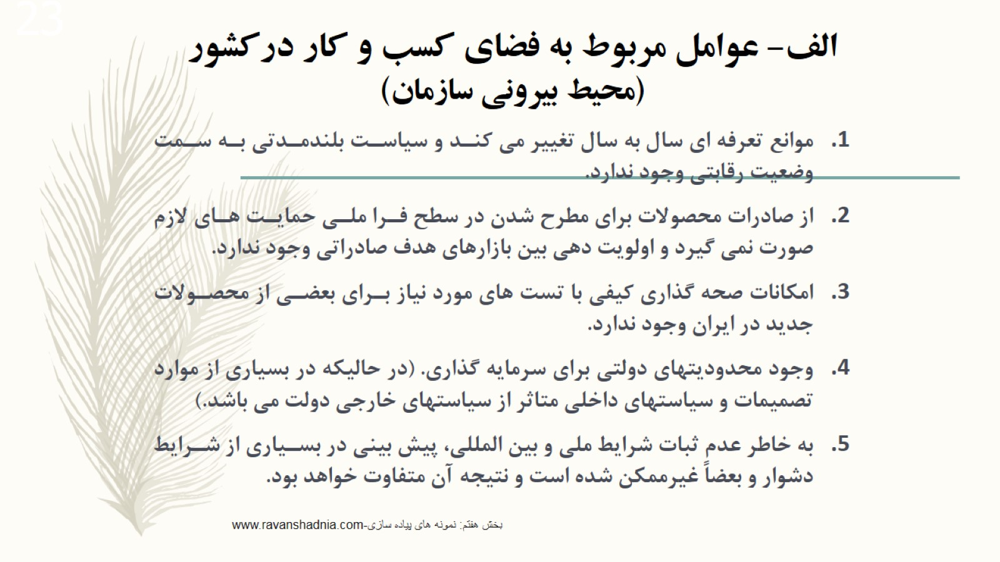 23
الف- عوامل مربوط به فضای کسب و کار درکشور
(محیط بیرونی سازمان)
1. موانع تعرفه ای سال به سال تغییر می کند و سیاست بلندمدتی به سمت
وضعیت رقابتی وجود ندارد.
2. از صادرات محصولات برای مطرح شدن در سطح فرا ملی حمایت های لازم
صورت نمی گیرد و اولویت دهی بین بازارهای هدف صادراتی وجود ندارد.
3. امکانات صحه گذاری کیفی با تست های مورد نیاز برای بعضی از محصولات
جدید در ایران وجود ندارد.
4. وجود محدودیتهای دولتی برای سرمایه گذاری. (در حالیکه در بسیاری از موارد
تصمیمات و سیاستهای داخلی متاثر از سیاستهای خارجی دولت می باشد.)
5. به خاطر عدم ثبات شرایط ملی و بین المللی، پیش بینی در بسیاری از شرایط
دشوار و بعضاً غیرممکن شده است و نتیجه آن متفاوت خواهد بود.
بخش هفتم: نمونه های پیاده سازی-www.ravanshadnia.com